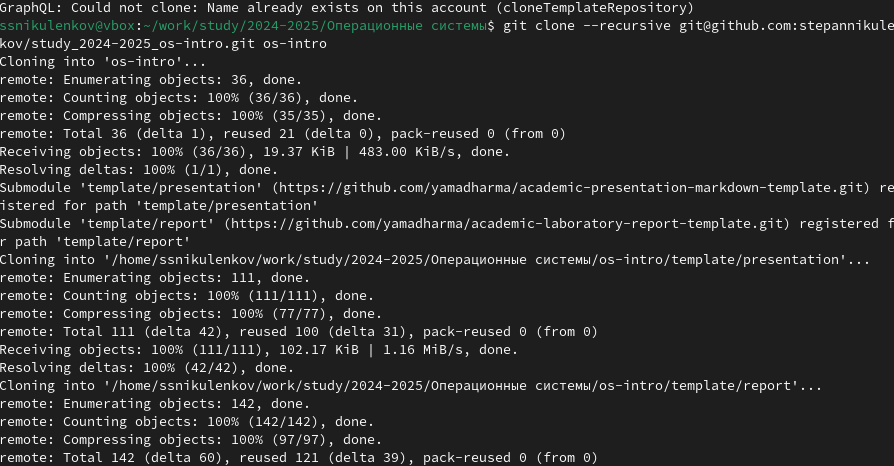 GraphQL: Could not clone: Name already exists on this account (cloneTemplateRepository)
ssnikulenkov@vbox:~/work/study/2024-2025/Операционные системы$ git clone --recursive git@github.com:stepannikule
kov/study_2024-2025_os-intro.git os-intro
Cloning into 'os-intro'...
remote: Enumerating objects: 36, done.
remote: Counting objects: 100% (36/36), done.
remote: Compressing objects: 100% (35/35), done.
remote: Total 36 (delta 1), reused 21 (delta 0), pack-reused 0 (from 0)
Receiving objects: 100% (36/36), 19.37 KiB | 483.00 KiB/s, done.
Resolving deltas: 100% (1/1), done.
Submodule 'template/presentation' (https://github.com/yamadharma/academic-presentation-markdown-template.git) re
istered for path 'template/presentation'
Submodule 'template/report' (https://github.com/yamadharma/academic-laboratory-report-template.git) registered f
r path 'template/report'
Cloning into '/home/ssnikulenkov/work/study/2024-2025/Операционные системы/os-intro/template/presentation'...
remote: Enumerating objects: 111, done.
remote: Counting objects: 100% (111/111), done.
remote: Compressing objects: 100% (77/77), done.
remote: Total 111 (delta 42), reused 100 (delta 31), pack-reused 0 (from 0)
Receiving objects: 100% (111/111), 102.17 KiB | 1.16 MiB/s, done.
Resolving deltas: 100% (42/42), done.
Cloning into '/home/ssnikulenkov/work/study/2024-2025/Операционные системы/os-intro/template/report'...
remote: Enumerating objects: 142, done.
remote: Counting objects: 100% (142/142), done.
remote: Compressing objects: 100% (97/97), done.
remote: Total 142 (delta 60), reused 121 (delta 39), pack-reused 0 (from 0)